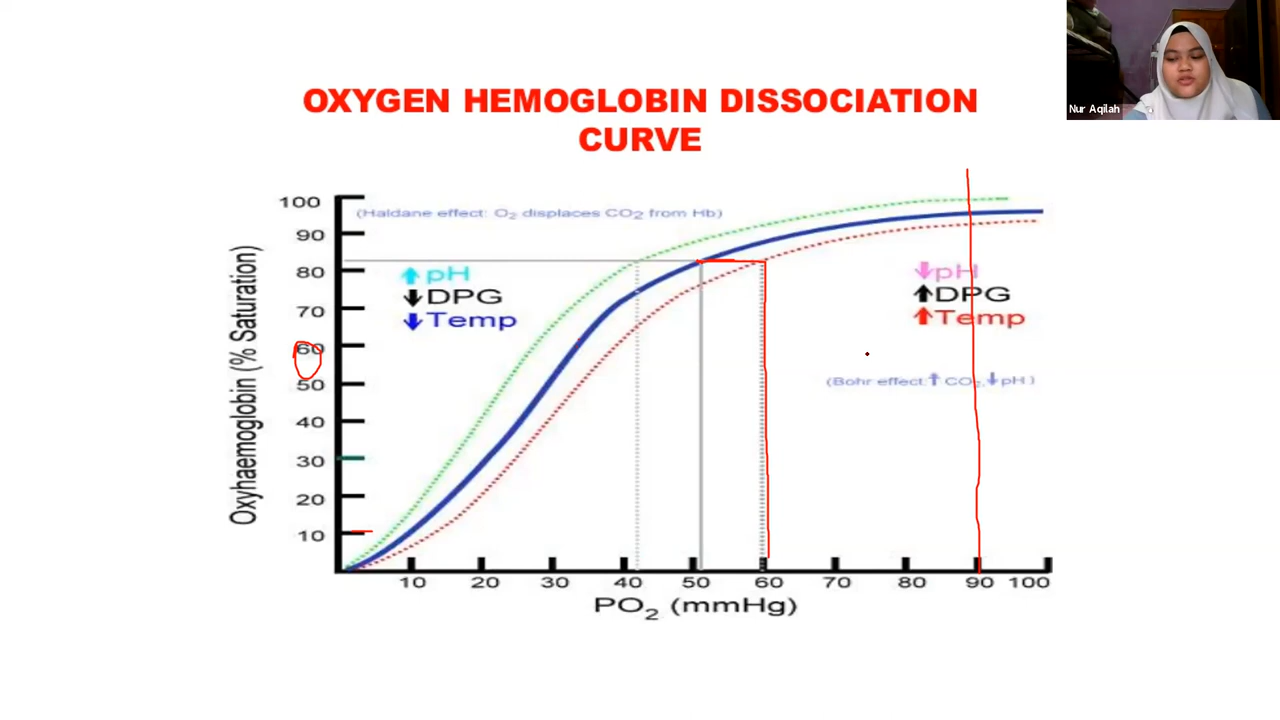 Nur Aqilah
OXYGEN HEMOGLOBIN DISSOCIATION
CURVE
Oxyhaemoglobin (% Saturation)
100
90
80
70
60
50
40
30
20
10
(Haldane effect: O₂ displaces CO₂ from Hb)
↑ pH
↓ DPG
↓ Temp
↓ pH
↑ DPG
↑ Temp
(Bohr effect:↑ CO₂,↓ pH )
10 20 30 40 50 60 70 80 90 100
PO₂ (mmHg)